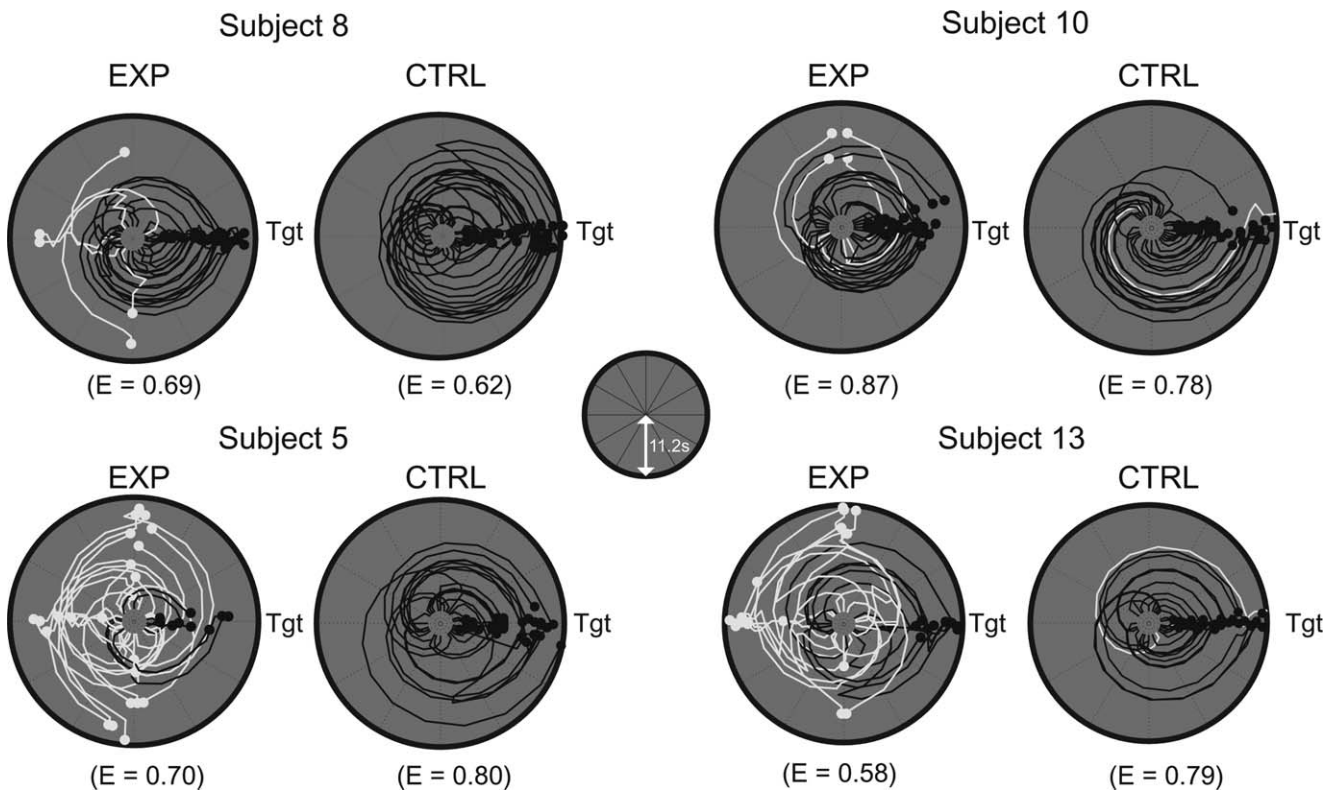 Subject 8
EXP CTRL
Tgt Tgt
(E = 0.69) (E = 0.62)
Subject 10
EXP CTRL
Tgt Tgt
(E = 0.87) (E = 0.78)
11.2s
Subject 5
EXP CTRL
Tgt Tgt
(E = 0.70) (E = 0.80)
Subject 13
EXP CTRL
Tgt Tgt
(E = 0.58) (E = 0.79)